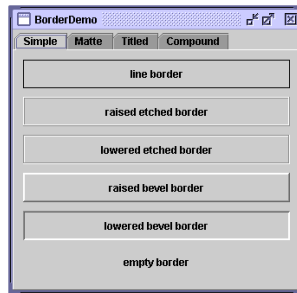 BorderDemo
Simple Matte Titled Compound
line border
raised etched border
lowered etched border
raised bevel border
lowered bevel border
empty border